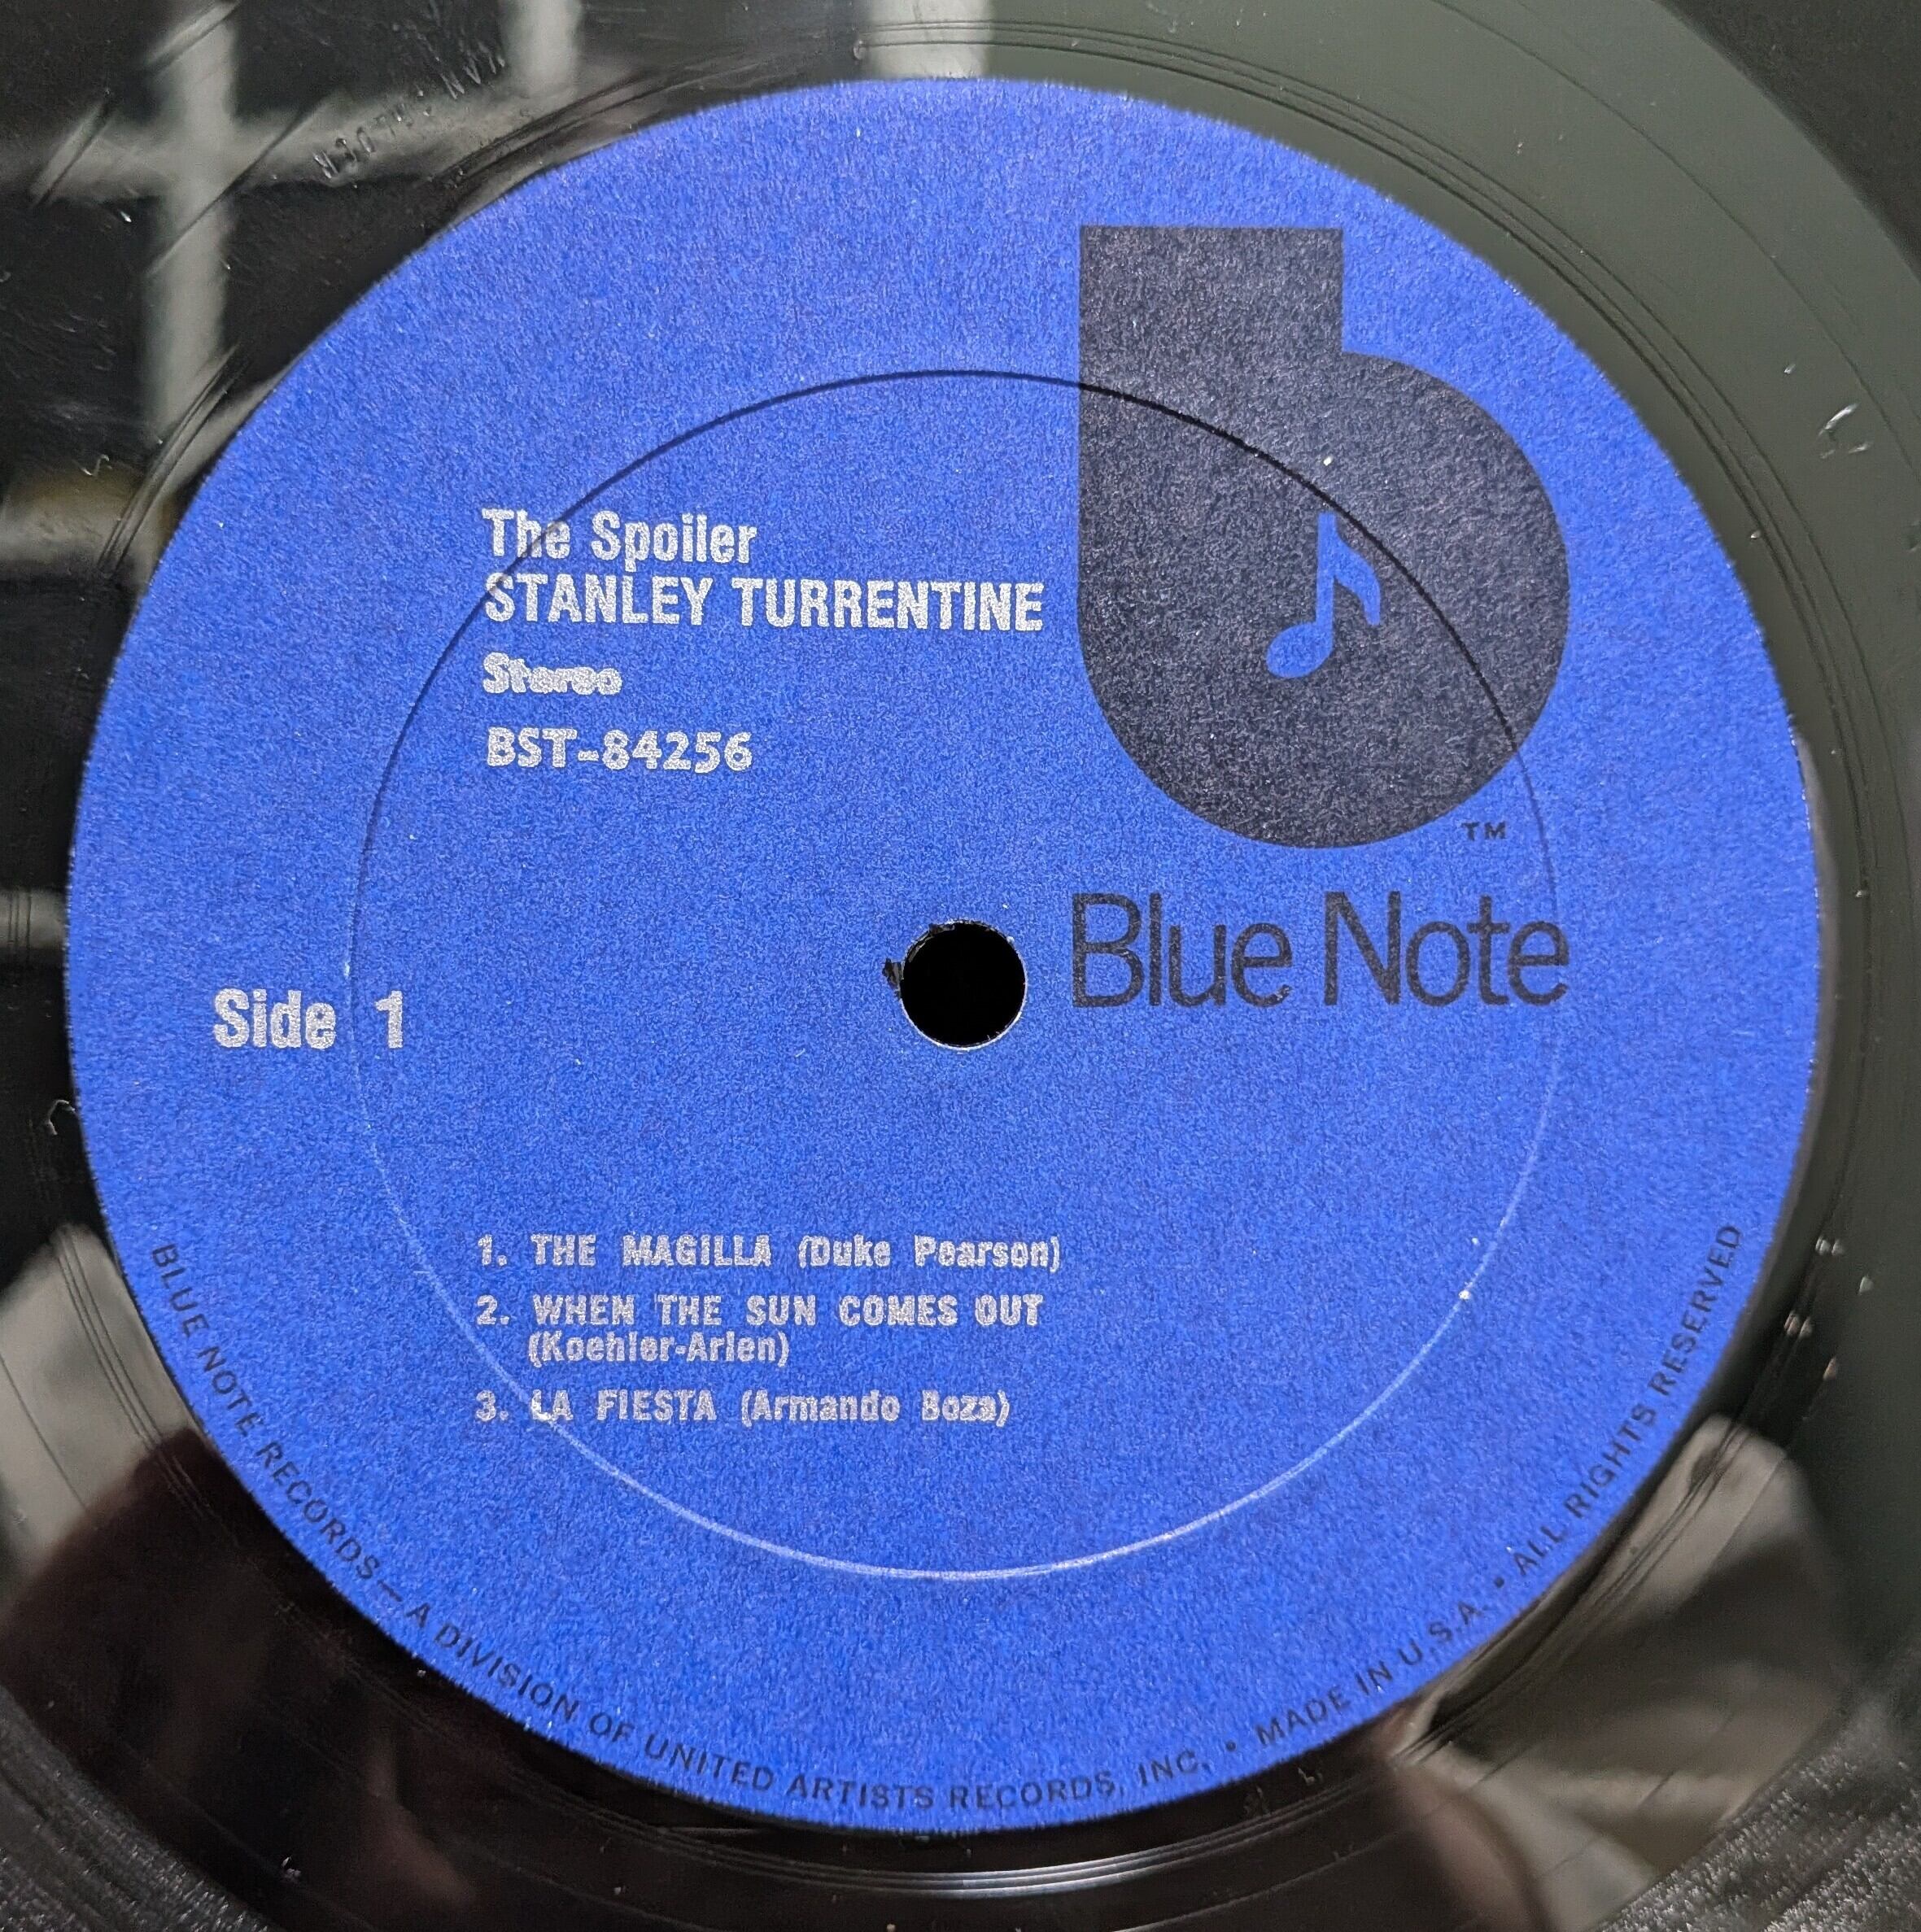 The Spoiler
STANLEY TURRENTINE
Stereo
BST-84256
TM
Blue Note
Side 1
1. THE MAGILLA (Duke Pearson)
2. WHEN THE SUN COMES OUT
(Koehler-Arlen)
3. LA FIESTA (Armando Boza)
BLUE NOTE RECORDS—A DIVISION OF UNITED ARTISTS RECORDS, INC. • MADE IN U.S.A. • ALL RIGHTS RESERVED